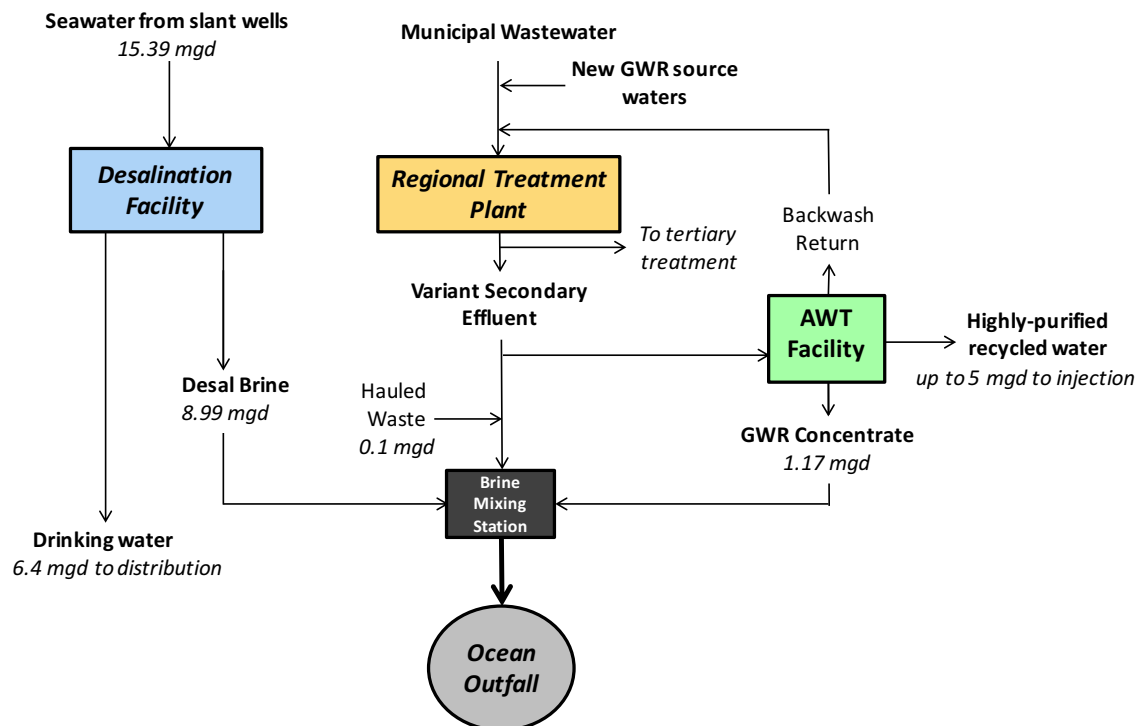 Seawater from slant wells
15.39 mgd
Municipal Wastewater
New GWR source
waters
Desalination
Facility
Regional Treatment
Plant
Backwash
Return
To tertiary
treatment
Variant Secondary
Effluent
AWT
Facility
Highly-purified
recycled water
up to 5 mgd to injection
Desal Brine
8.99 mgd
Hauled
Waste
0.1 mgd
GWR Concentrate
1.17 mgd
Brine
Mixing
Station
Drinking water
6.4 mgd to distribution
Ocean
Outfall